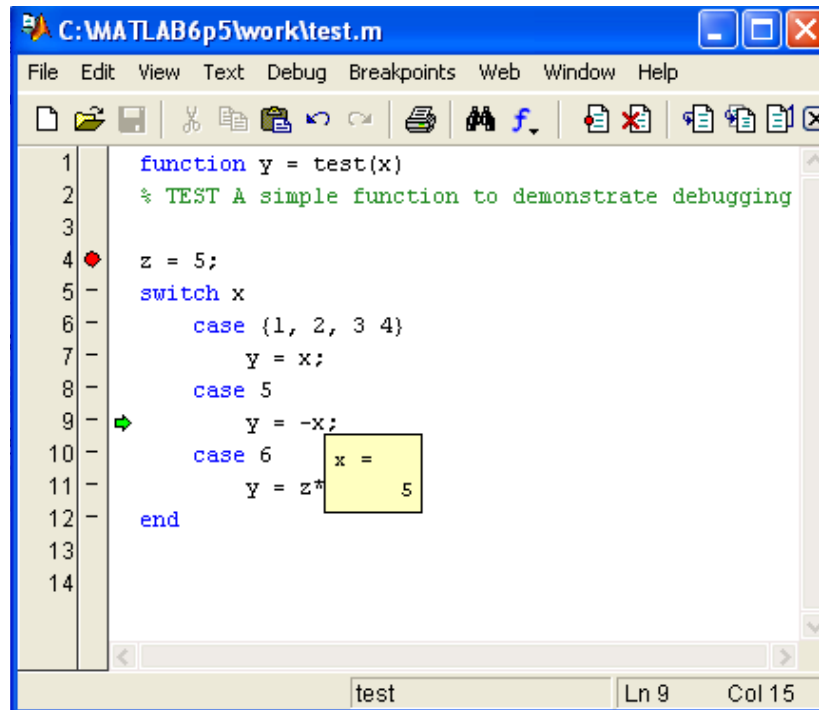 C:\MATLAB6p5\work\test.m
File Edit View Text Debug Breakpoints Web Window Help
1 function y = test(x)
2 % TEST A simple function to demonstrate debugging
3
4 z = 5;
5 switch x
6 case {1, 2, 3 4}
7 y = x;
8 case 5
9 y = -x;
10 case 6
11 y = z*
12 end
13
14
x =
5
test Ln 9 Col 15